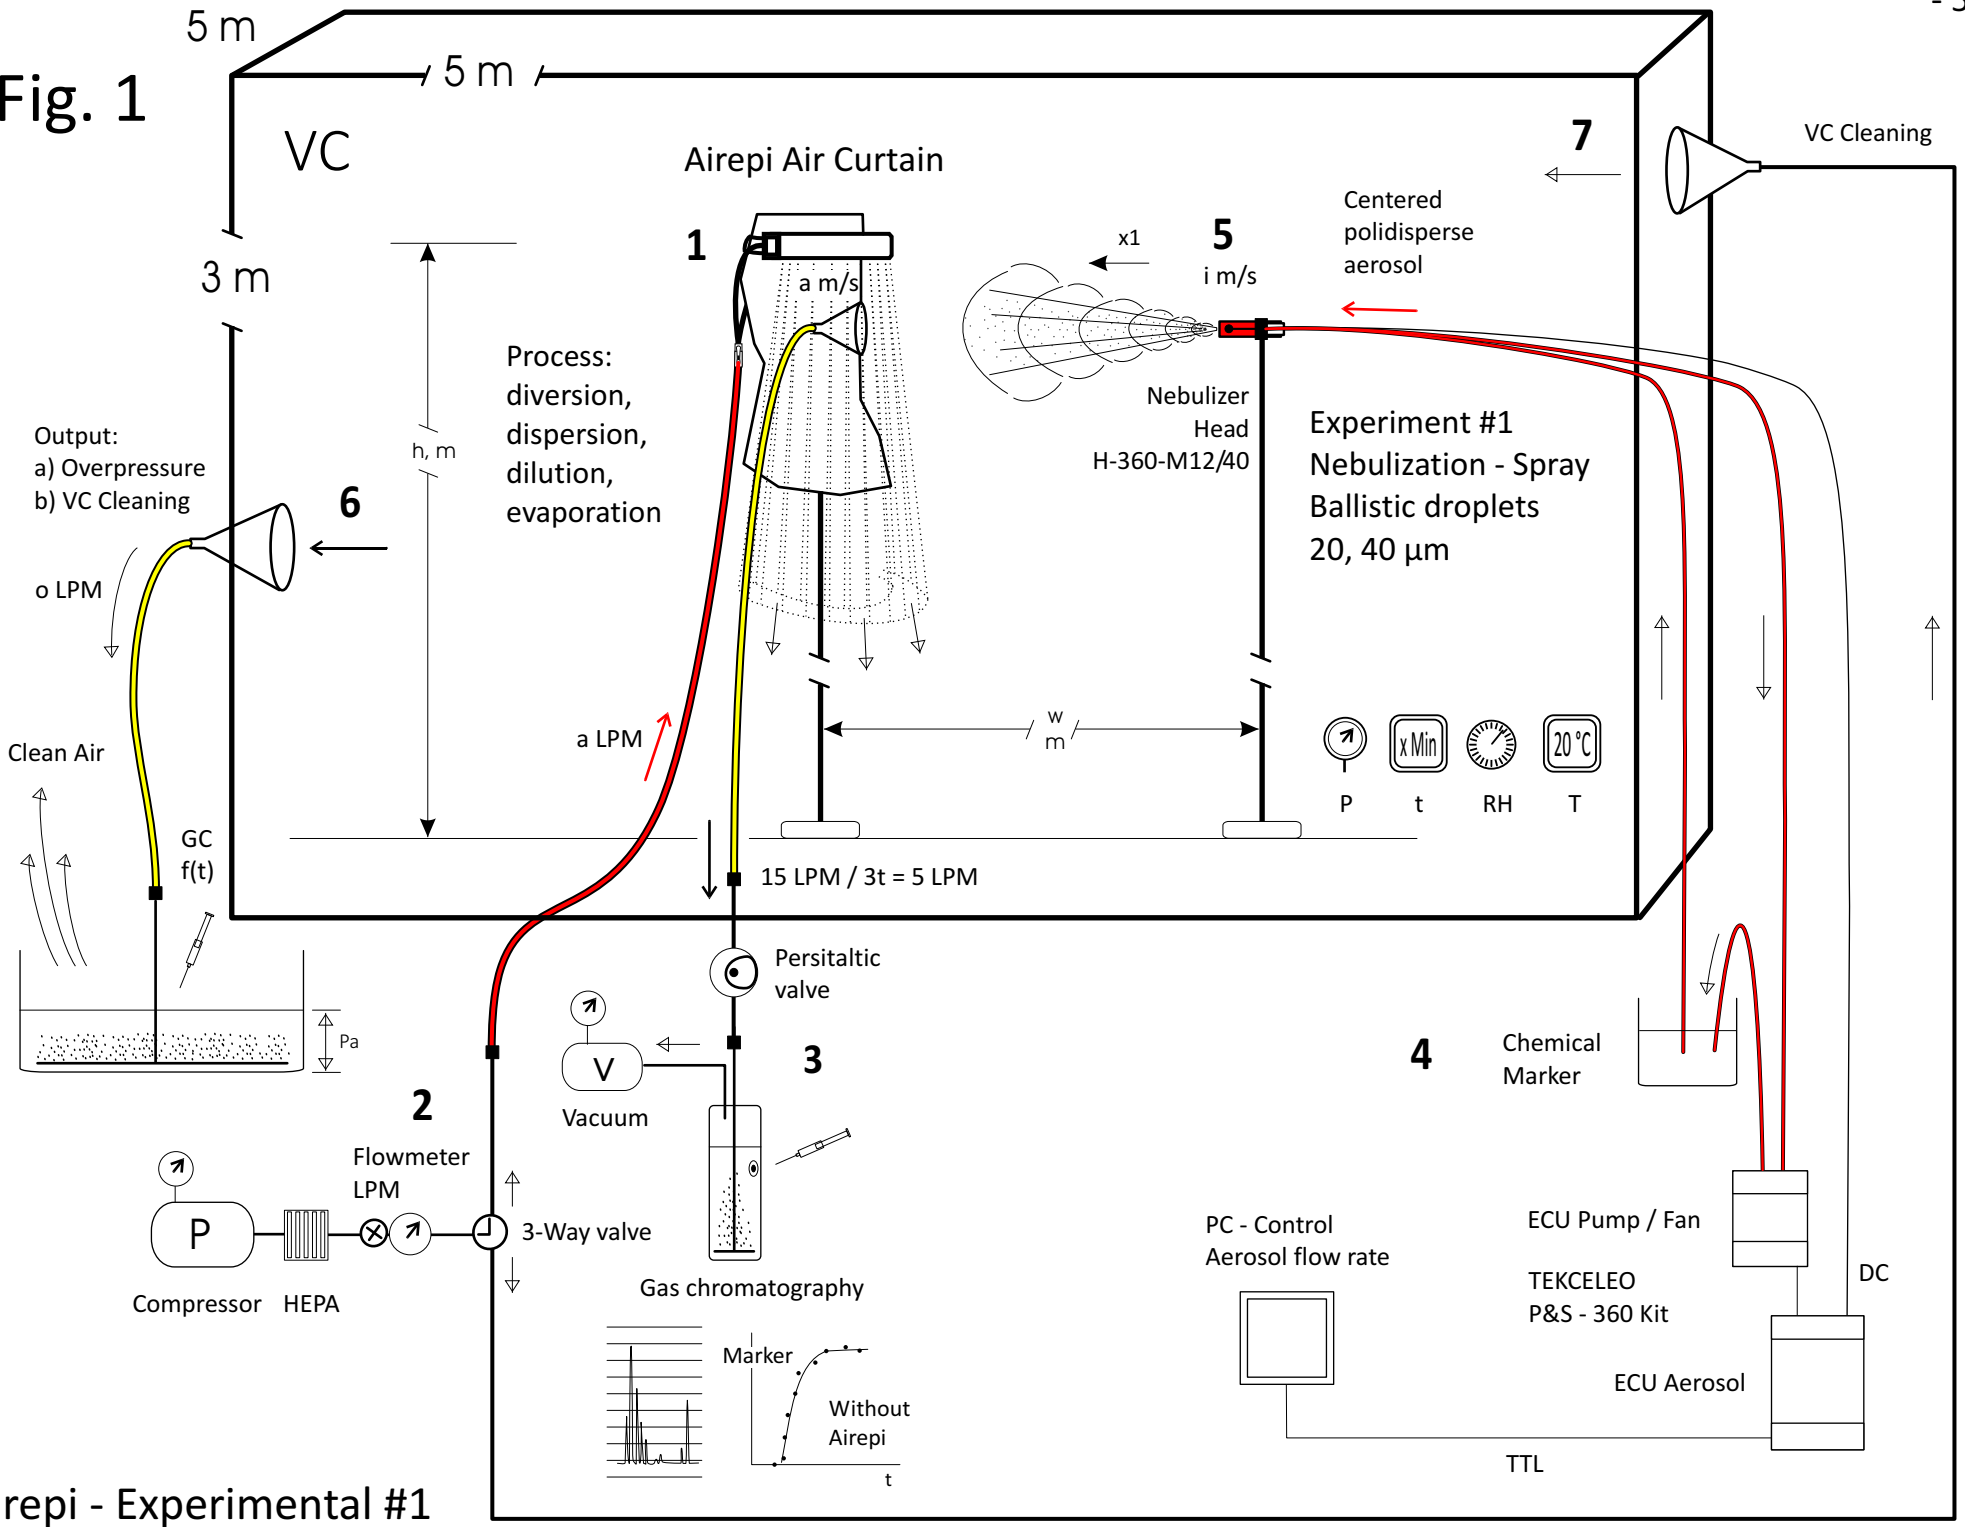 - 3
5 m
5 m
Fig. 1
VC
Airepi Air Curtain
7
VC Cleaning
Centered
polidisperse
aerosol
1
5
x1
i m/s
a m/s
3 m
Process:
diversion,
dispersion,
dilution,
evaporation
h, m
Nebulizer
Head
H-360-M12/40
Experiment #1
Nebulization - Spray
Ballistic droplets
20, 40 µm
Output:
a) Overpressure
b) VC Cleaning
6
o LPM
a LPM
w
m
x Min
20 °C
P
t
RH
T
Clean Air
GC
f(t)
15 LPM / 3t = 5 LPM
Persitaltic
valve
Pa
V
Vacuum
3
4
Chemical
Marker
2
Flowmeter
LPM
P
3-Way valve
Compressor
HEPA
Gas chromatography
PC - Control
Aerosol flow rate
ECU Pump / Fan
TEKCELEO
P&S - 360 Kit
DC
ECU Aerosol
TTL
Marker
Without
Airepi
t
repi - Experimental #1